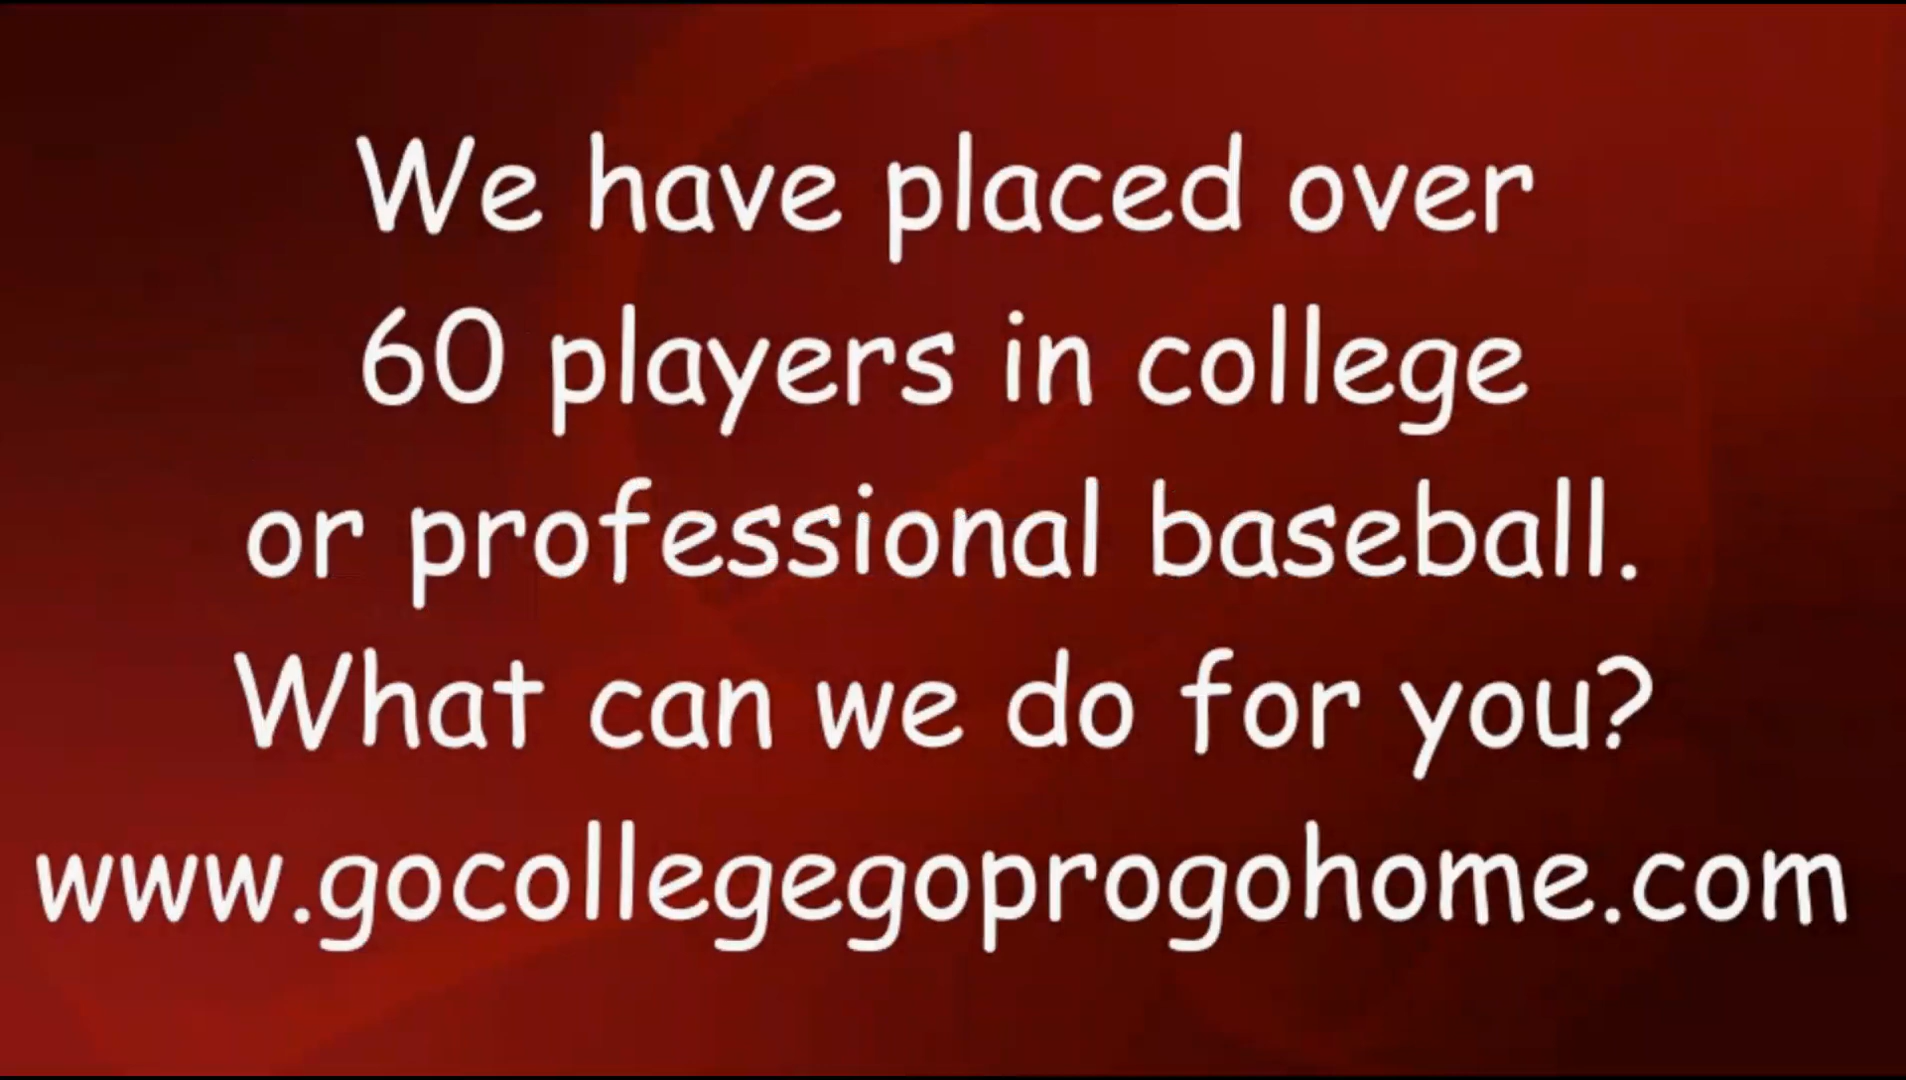 We have placed over
60 players in college
or professional baseball.
What can we do for you?
www.gocollegegoprogohome.com